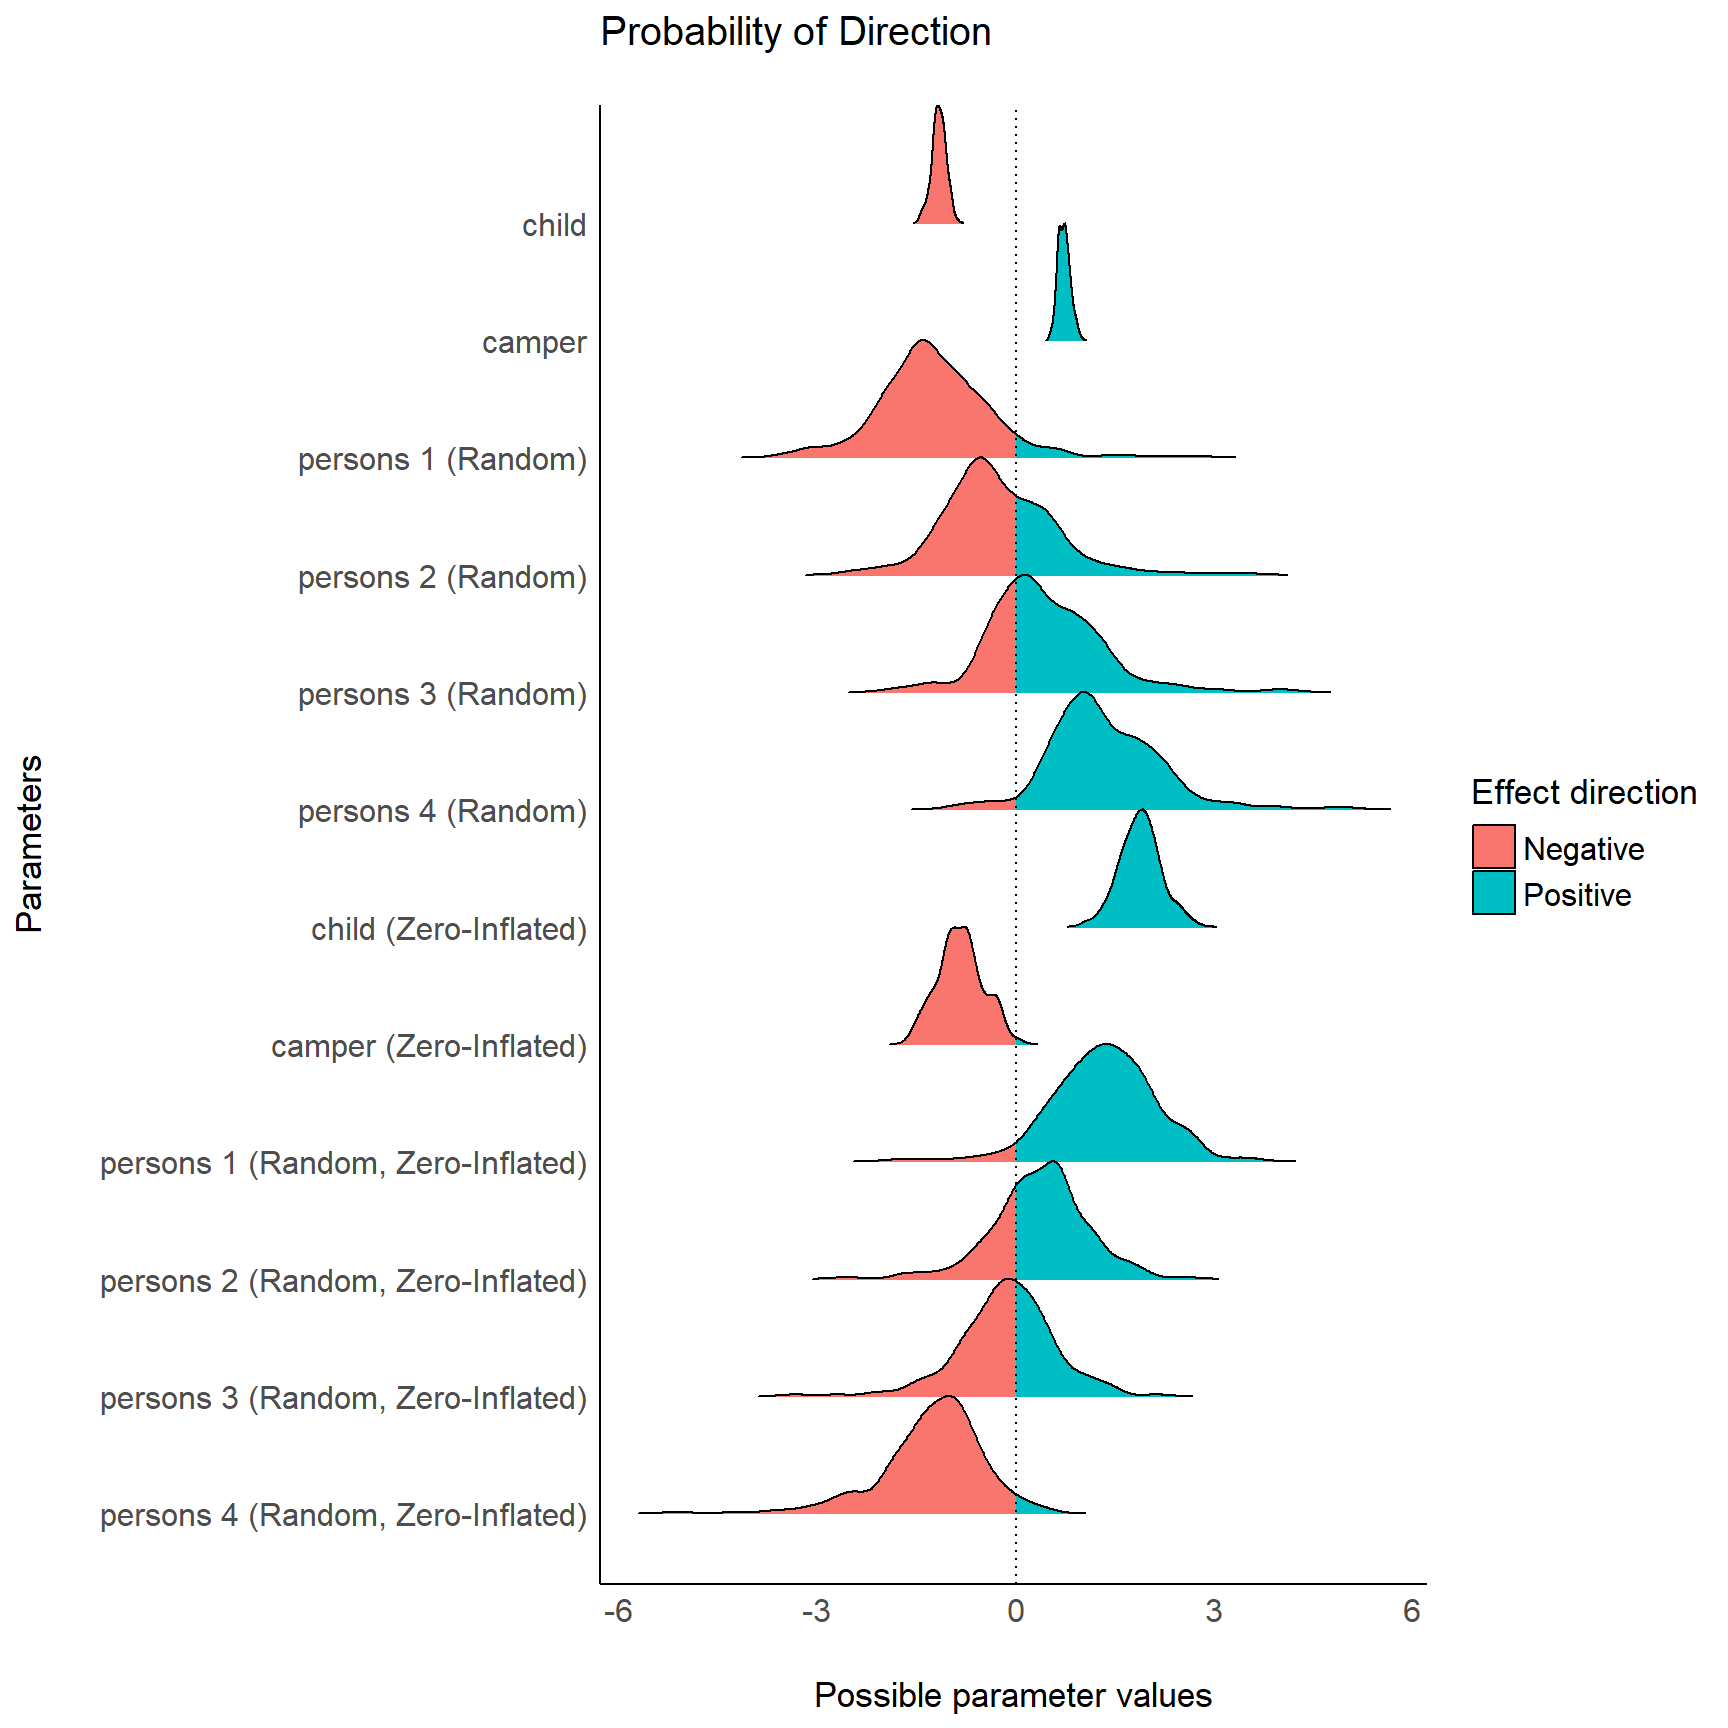 Probability of Direction
child
camper
persons 1 (Random)
persons 2 (Random)
persons 3 (Random)
persons 4 (Random)
child (Zero-Inflated)
camper (Zero-Inflated)
persons 1 (Random, Zero-Inflated)
persons 2 (Random, Zero-Inflated)
persons 3 (Random, Zero-Inflated)
persons 4 (Random, Zero-Inflated)
Parameters
-6 -3 0 3 6
Possible parameter values
Effect direction
Negative
Positive